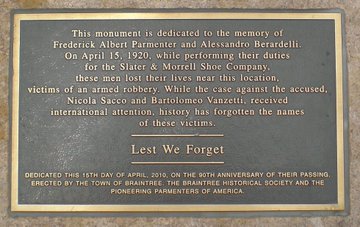 This monument is dedicated to the memory of
Frederick Albert Parmenter and Alessandro Berardelli.
On April 15, 1920, while performing their duties
for the Slater & Morrell Shoe Company,
these men lost their lives near this location,
victims of an armed robbery. While the case against the accused,
Nicola Sacco and Bartolomeo Vanzetti, received
international attention, history has forgotten the names
of these victims.
Lest We Forget
DEDICATED THIS 15TH DAY OF APRIL, 2010, ON THE 90TH ANNIVERSARY OF THEIR PASSING.
ERECTED BY THE TOWN OF BRAINTREE, THE BRAINTREE HISTORICAL SOCIETY AND THE
PIONEERING PARMENTERS OF AMERICA.